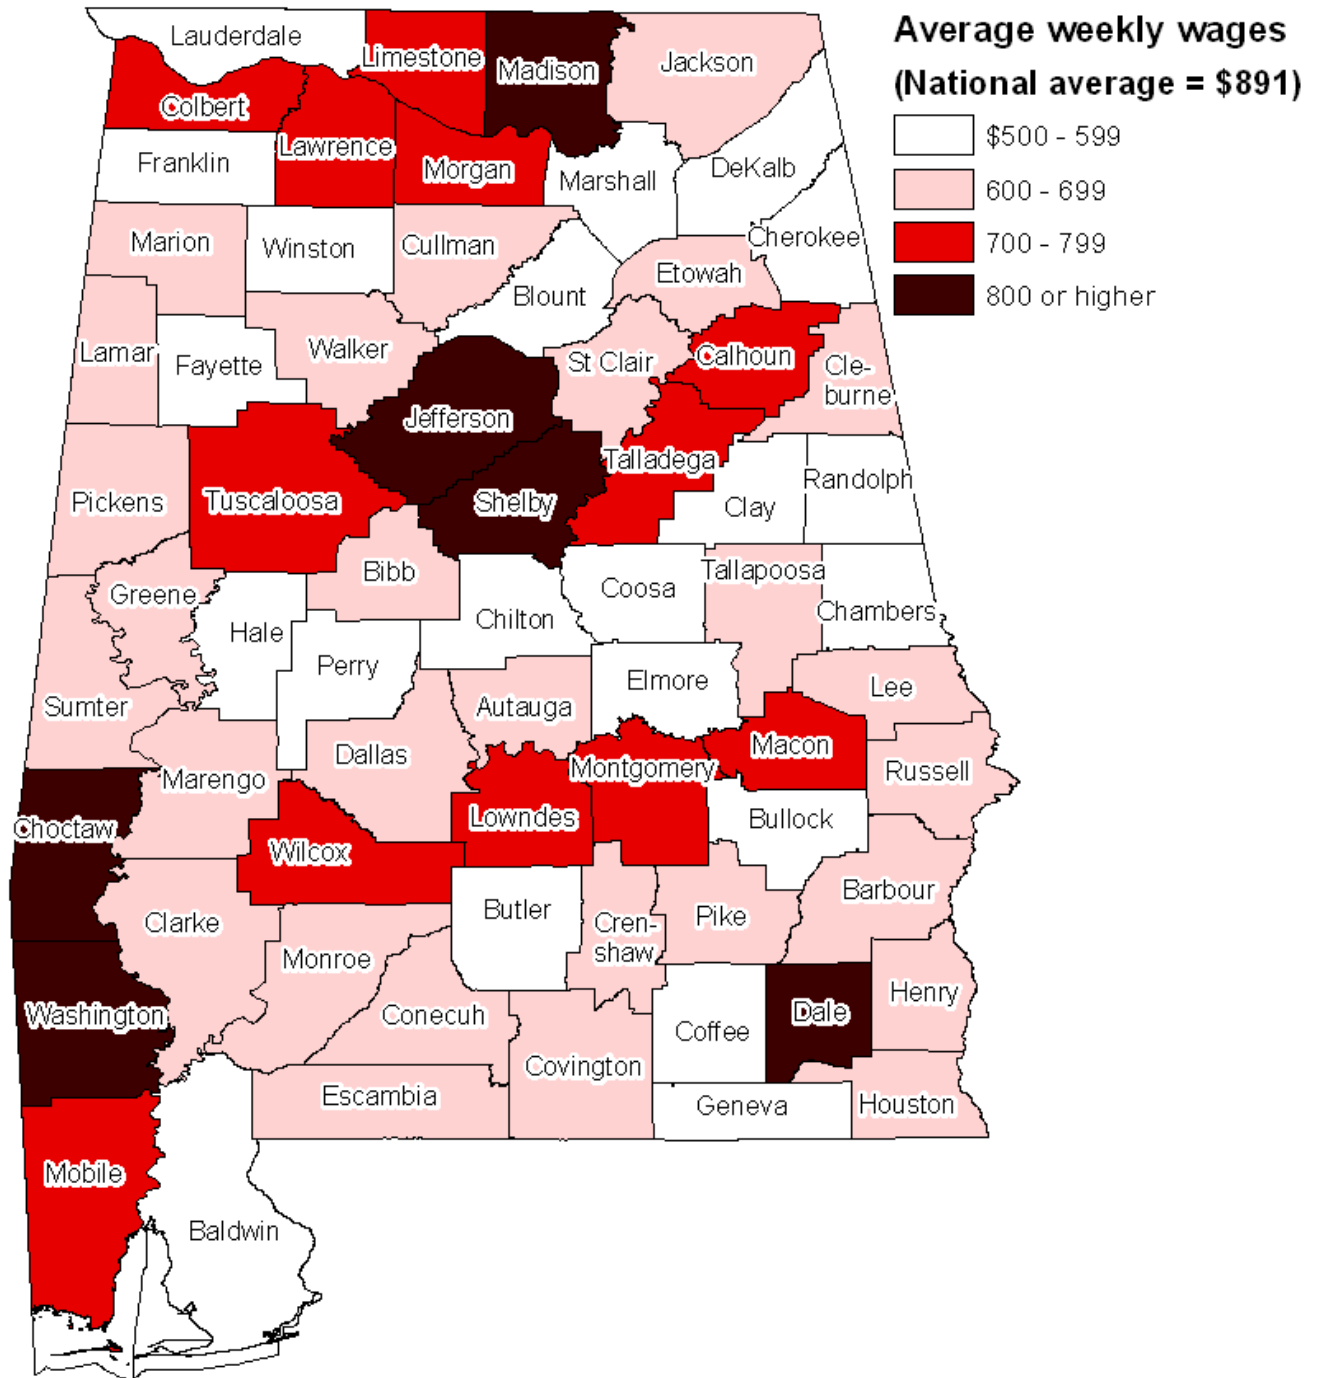 Average weekly wages
(National average = $891)
$500 - 599
600 - 699
700 - 799
800 or higher
Lauderdale
Limestone
Madison
Jackson
Colbert
Lawrence
Franklin
Morgan
Marshall
DeKalb
Marion
Winston
Cullman
Cherokee
Etowah
Blount
Lamar
Fayette
Walker
St Clair
Calhoun
Cle-
burne
Jefferson
Talladega
Pickens
Tuscaloosa
Shelby
Clay
Randolph
Bibb
Greene
Hale
Chilton
Coosa
Tallapoosa
Chambers
Perry
Elmore
Lee
Sumter
Autauga
Dallas
Macon
Marengo
Montgomery
Russell
Choctaw
Lowndes
Bullock
Wilcox
Clarke
Butler
Cren-
shaw
Pike
Barbour
Monroe
Conecuh
Henry
Washington
Coffee
Dale
Covington
Escambia
Geneva
Houston
Mobile
Baldwin